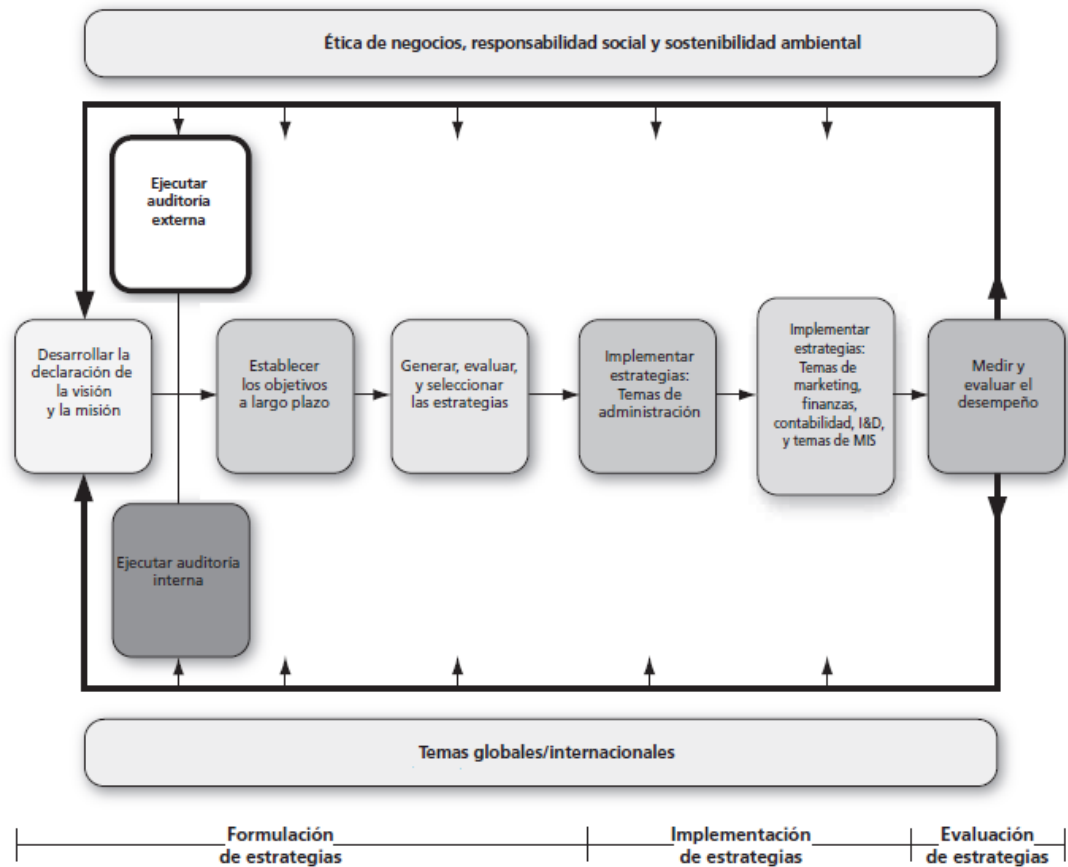 Ética de negocios, responsabilidad social y sostenibilidad ambiental
Ejecutar
auditoría
externa
Desarrollar la
declaración de
la visión
y la misión
Establecer
los objetivos
a largo plazo
Generar, evaluar,
y seleccionar
las estrategias
Implementar
estrategias:
Temas de
administración
Implementar
estrategias:
Temas de
marketing,
finanzas,
contabilidad, I&D,
y temas de MIS
Medir y
evaluar el
desempeño
Ejecutar auditoría
interna
Temas globales/internacionales
Formulación
de estrategias
Implementación
de estrategias
Evaluación
de estrategias